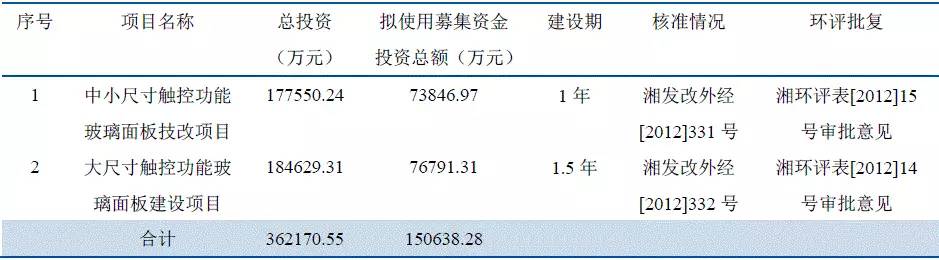 序号 项目名称 总投资 拟使用募集资金 建设期 核准情况 环评批复
（万元） 投资总额（万元）
1 中小尺寸触控功能 177550.24 73846.97 1 年 湘发改外经 湘环评表[2012]15
玻璃面板技改项目 [2012]331 号 号审批意见
2 大尺寸触控功能玻 184629.31 76791.31 1.5 年 湘发改外经 湘环评表[2012]14
璃面板建设项目 [2012]332 号 号审批意见
合计 362170.55 150638.28